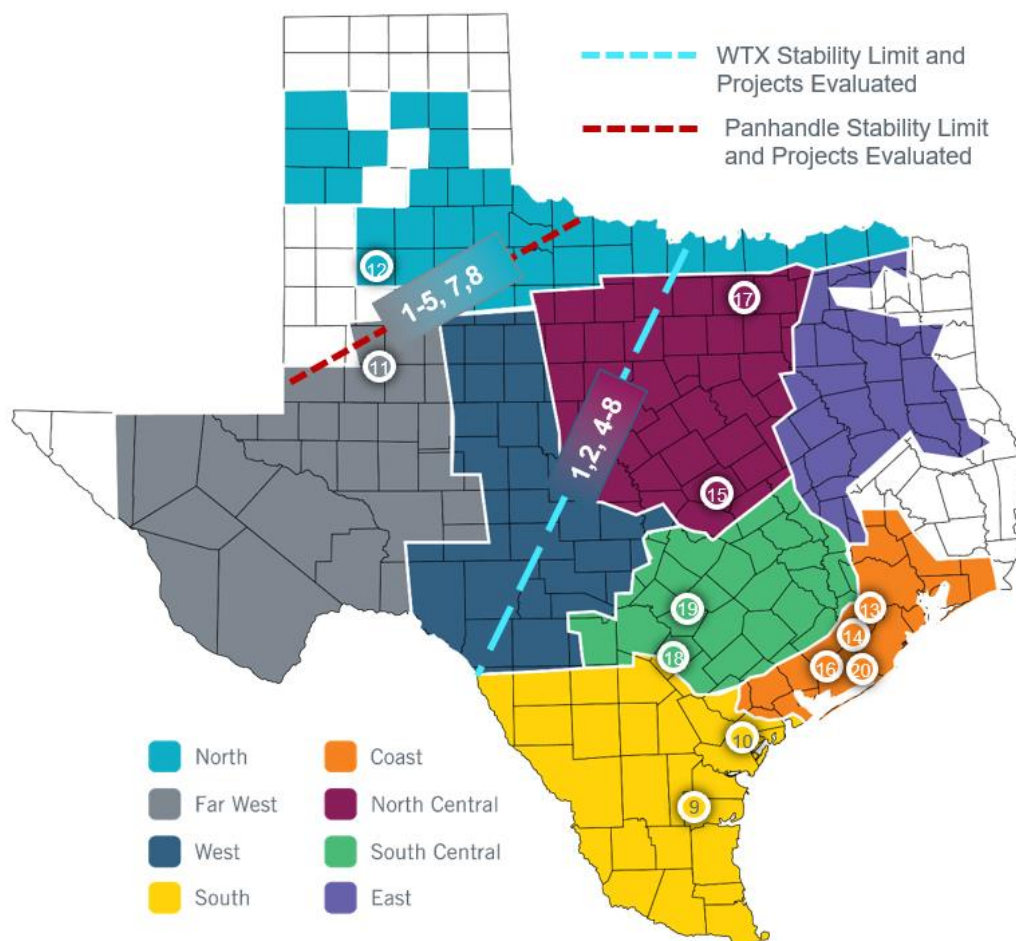 WTX Stability Limit and
Projects Evaluated
Panhandle Stability Limit
and Projects Evaluated
12
1-5, 7,8
17
11
1,2, 4-8
15
19
13
14
18
16
20
10
9
North
Coast
Far West
North Central
West
South Central
South
East